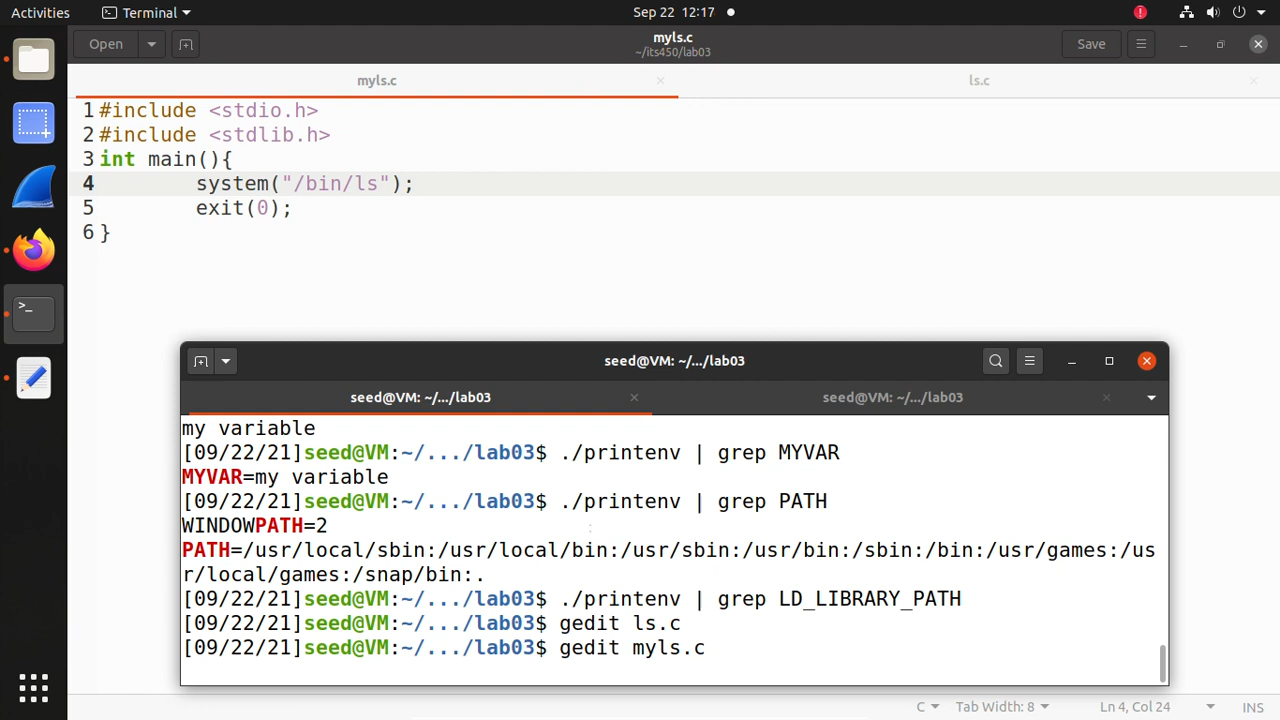 Activities Terminal Sep 22 12:17
Open myls.c Save
~/its450/lab03
myls.c ls.c
1 #include <stdio.h>
2 #include <stdlib.h>
3 int main(){
4 system("/bin/ls");
5 exit(0);
6 }
seed@VM: ~/.../lab03
seed@VM: ~/.../lab03 seed@VM: ~/.../lab03
my variable
[09/22/21]seed@VM:~/.../lab03$ ./printenv | grep MYVAR
MYVAR=my variable
[09/22/21]seed@VM:~/.../lab03$ ./printenv | grep PATH
WINDOWPATH=2
PATH=/usr/local/sbin:/usr/local/bin:/usr/sbin:/usr/bin:/sbin:/bin:/usr/games:/us
r/local/games:/snap/bin:.
[09/22/21]seed@VM:~/.../lab03$ ./printenv | grep LD_LIBRARY_PATH
[09/22/21]seed@VM:~/.../lab03$ gedit ls.c
[09/22/21]seed@VM:~/.../lab03$ gedit myls.c
C Tab Width: 8 Ln 4, Col 24 INS